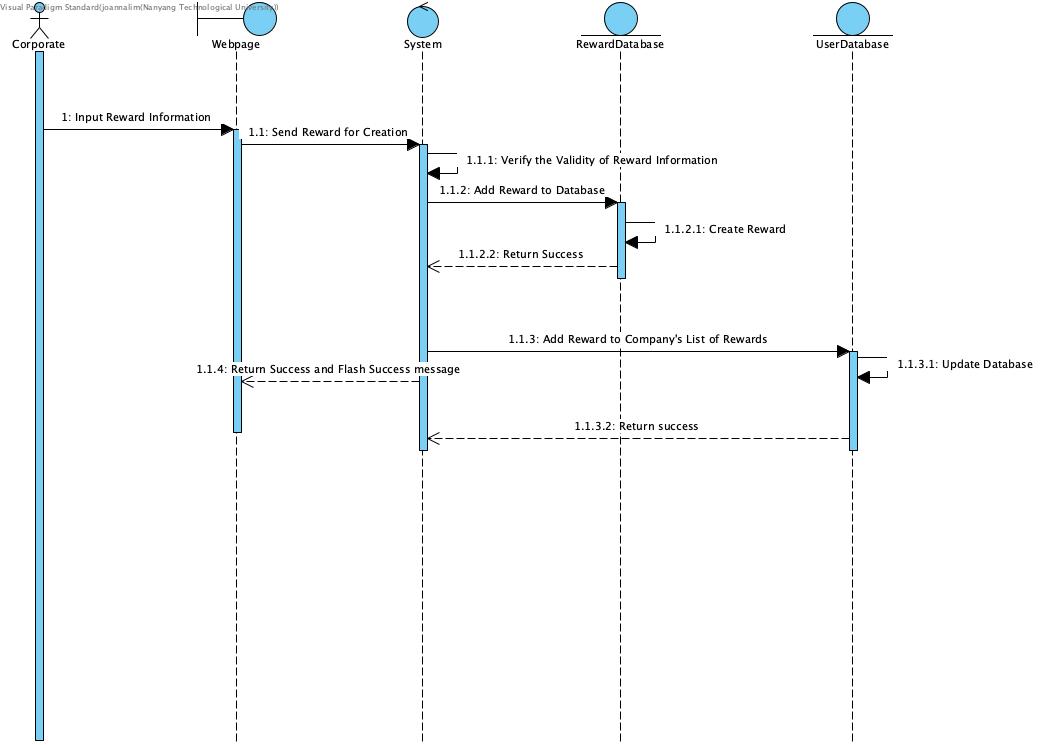 Visual Paradigm Standard(joannalim(Nanyang Technological University))
Corporate
Webpage
System
RewardDatabase
UserDatabase
1: Input Reward Information
1.1: Send Reward for Creation
1.1.1: Verify the Validity of Reward Information
1.1.2: Add Reward to Database
1.1.2.1: Create Reward
1.1.2.2: Return Success
1.1.3: Add Reward to Company's List of Rewards
1.1.4: Return Success and Flash Success message
1.1.3.1: Update Database
1.1.3.2: Return success